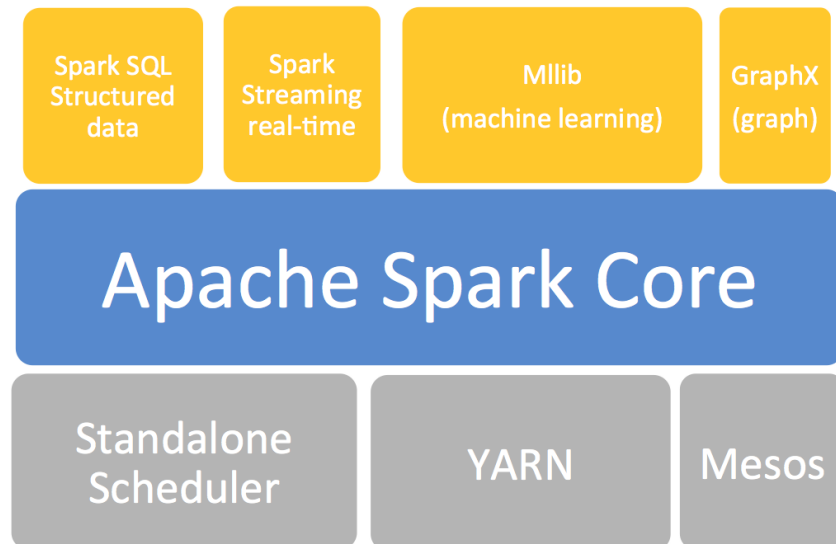 Spark SQL
Structured
data
Spark
Streaming
real-time
Mllib
(machine learning)
GraphX
(graph)
Apache Spark Core
Standalone
Scheduler
YARN
Mesos